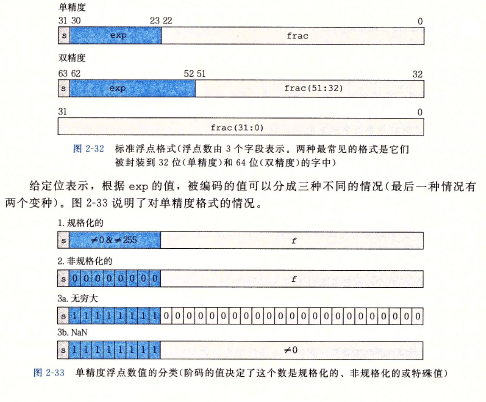 单精度
31 30 23 22 0
s exp frac
双精度
63 62 52 51 32
s exp frac(51:32)
31 0
frac(31:0)
图 2-32 标准浮点格式(浮点数由 3 个字段表示。两种最常见的格式是它们
被封装到 32 位(单精度)和 64 位(双精度)的字中)
给定位表示,根据 exp 的值,被编码的值可以分成三种不同的情况(最后一种情况有
两个变种)。图 2-33 说明了对单精度格式的情况。
1. 规格化的
s ≠0&≠255 f
2. 非规格化的
s 0 0 0 0 0 0 0 0 f
3a. 无穷大
s 1 1 1 1 1 1 1 1 0 0 0 0 0 0 0 0 0 0 0 0 0 0 0 0 0 0 0 0 0 0 0
3b. NaN
s 1 1 1 1 1 1 1 1 ≠0
图 2-33 单精度浮点数值的分类(阶码的值决定了这个数是规格化的、非规格化的或特殊值)